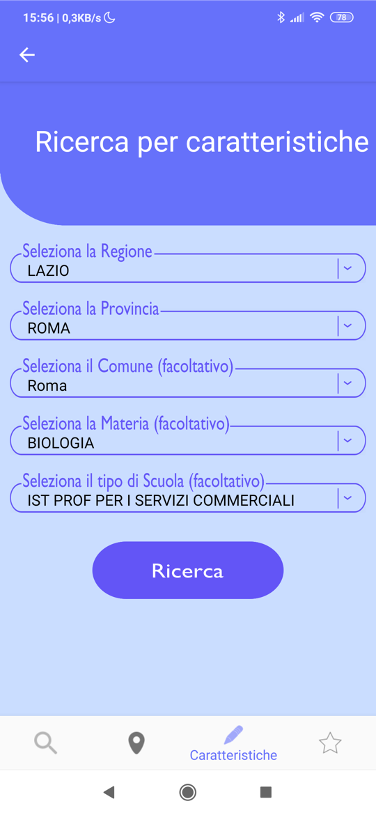 15:56 | 0,3KB/s
78
Ricerca per caratteristiche
Seleziona la Regione
LAZIO
Seleziona la Provincia
ROMA
Seleziona il Comune (facoltativo)
Roma
Seleziona la Materia (facoltativo)
BIOLOGIA
Seleziona il tipo di Scuola (facoltativo)
IST PROF PER I SERVIZI COMMERCIALI
Ricerca
Caratteristiche